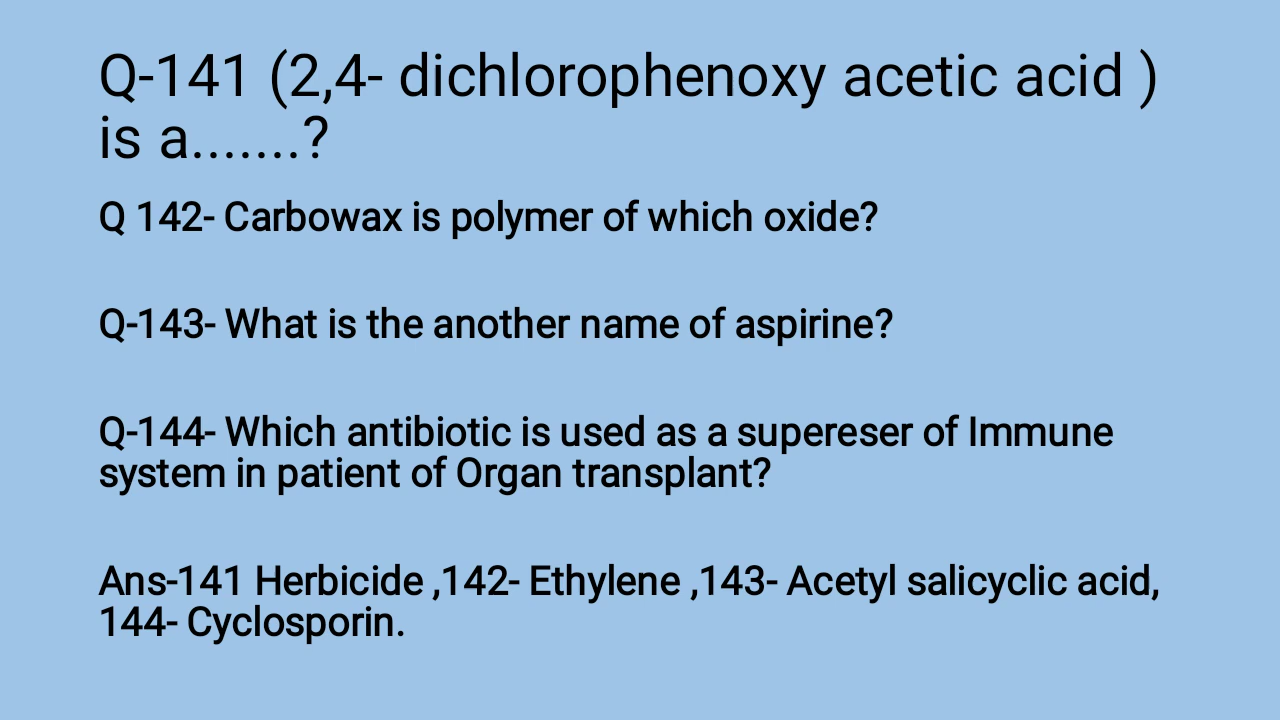 Q-141 (2,4- dichlorophenoxy acetic acid )
is a.......?
Q 142- Carbowax is polymer of which oxide?
Q-143- What is the another name of aspirine?
Q-144- Which antibiotic is used as a supereser of Immune
system in patient of Organ transplant?
Ans-141 Herbicide ,142- Ethylene ,143- Acetyl salicyclic acid,
144- Cyclosporin.